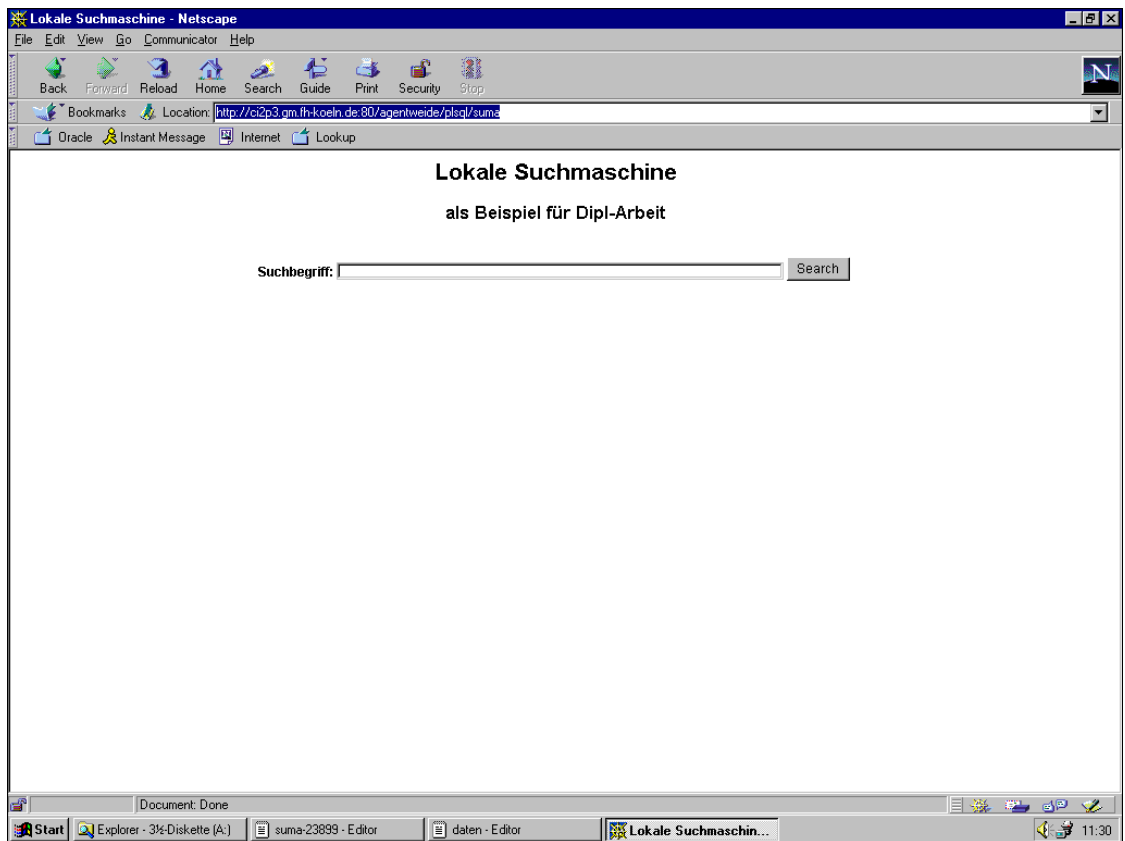 Lokale Suchmaschine - Netscape
File Edit View Go Communicator Help
Back Forward Reload Home Search Guide Print Security Stop
N
Bookmarks Location: http://ci2p3.gm.fh-koeln.de:80/agentweide/plsql/suma
Oracle Instant Message Internet Lookup
Lokale Suchmaschine
als Beispiel für Dipl-Arbeit
Suchbegriff: Search
Document: Done
Start Explorer - 3½-Diskette (A:) suma-23899 - Editor daten - Editor Lokale Suchmaschin... 11:30